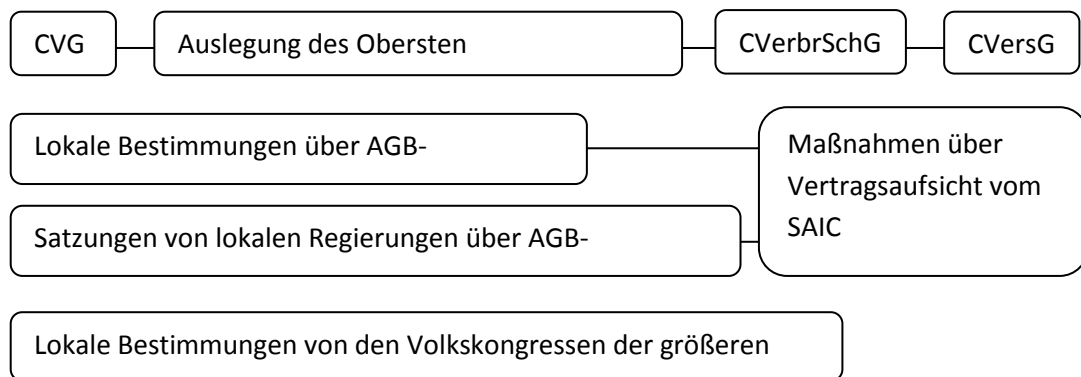 CVG
Auslegung des Obersten
CVerbrSchG
CVersG
Lokale Bestimmungen über AGB-
Maßnahmen über
Vertragsaufsicht vom
SAIC
Satzungen von lokalen Regierungen über AGB-
Lokale Bestimmungen von den Volkskongressen der größeren